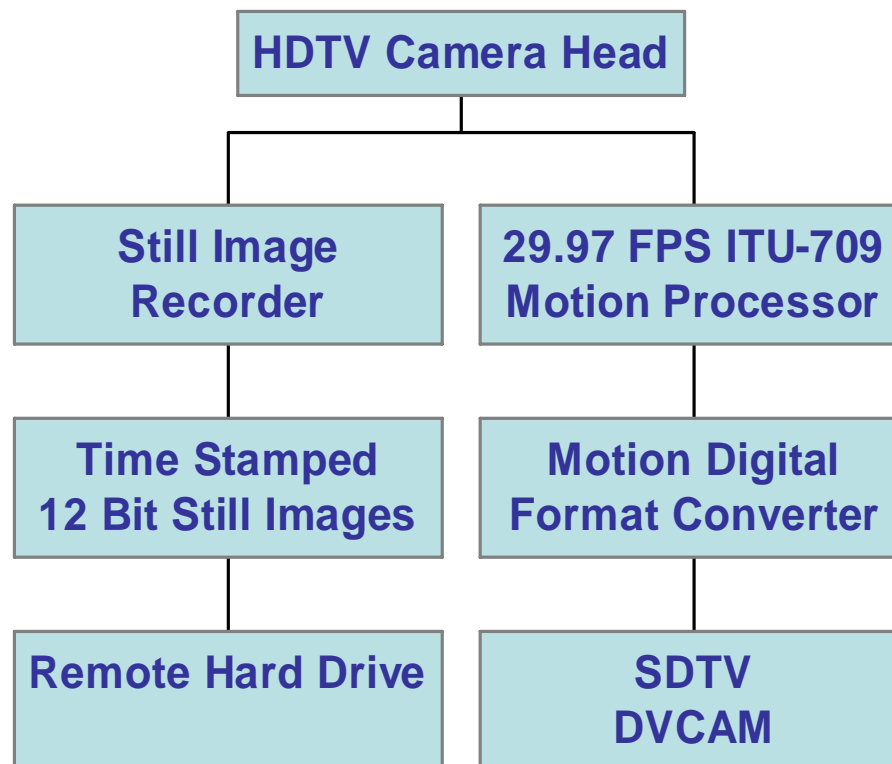 HDTV Camera Head
Still Image
Recorder
29.97 FPS ITU-709
Motion Processor
Time Stamped
12 Bit Still Images
Motion Digital
Format Converter
Remote Hard Drive
SDTV
DVCAM